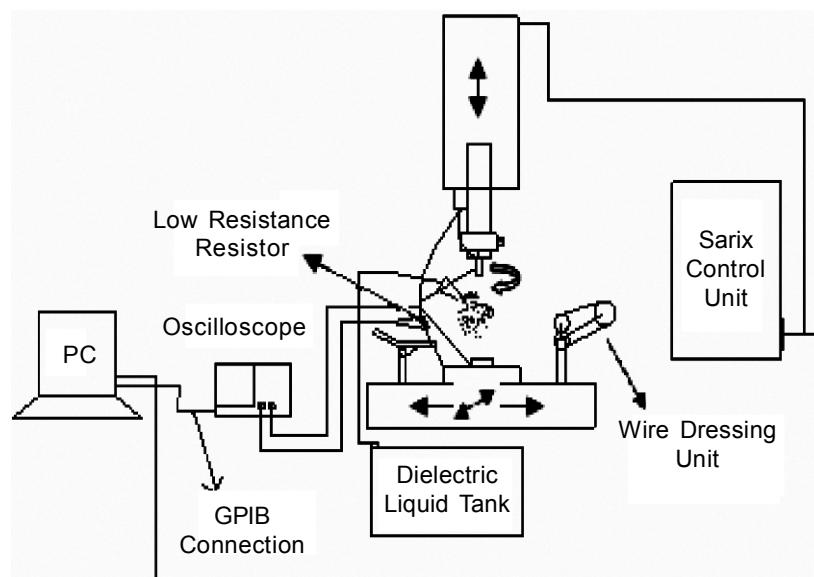 Low Resistance
Resistor
Sarix
Control
Unit
Oscilloscope
PC
Wire Dressing
Unit
Dielectric
Liquid Tank
GPIB
Connection